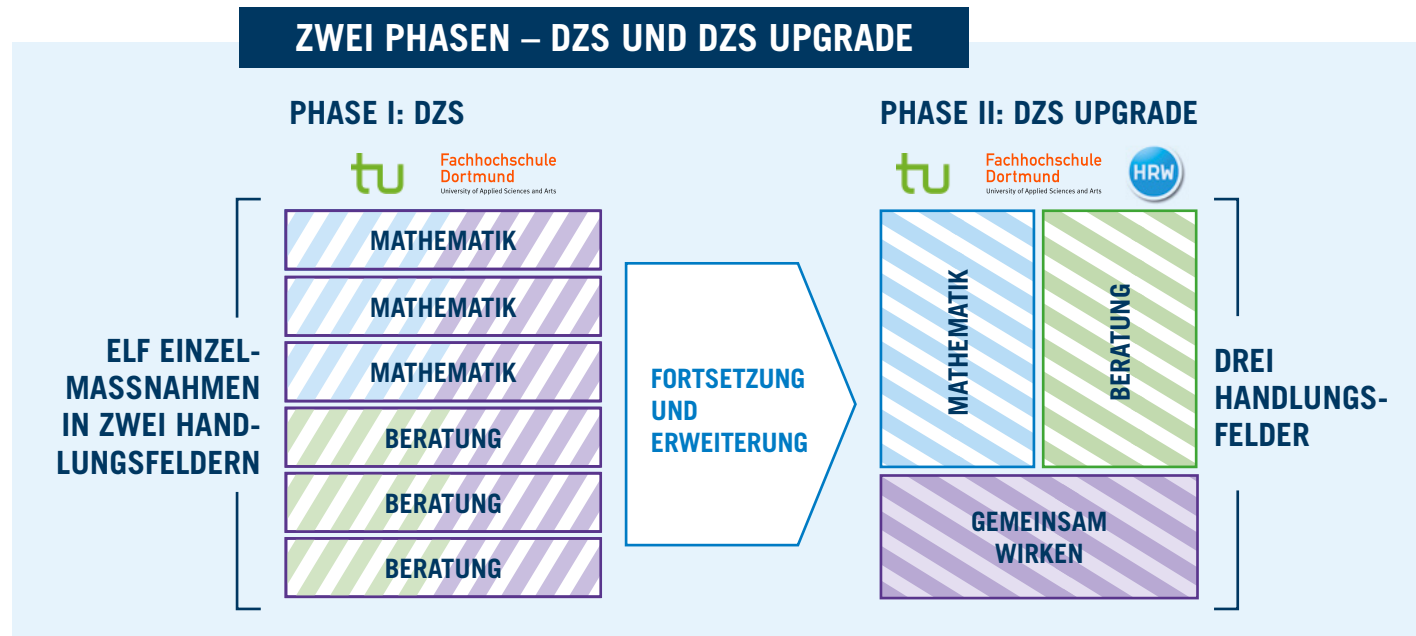 ZWEI PHASEN – DZS UND DZS UPGRADE
PHASE I: DZS
tu
Fachhochschule
Dortmund
University of Applied Sciences and Arts
ELF EINZEL-
MASSNAHMEN
IN ZWEI HAND-
LUNGSFELDERN
MATHEMATIK
MATHEMATIK
MATHEMATIK
BERATUNG
BERATUNG
BERATUNG
FORTSETZUNG
UND
ERWEITERUNG
PHASE II: DZS UPGRADE
tu
Fachhochschule
Dortmund
University of Applied Sciences and Arts
HRW
MATHEMATIK
BERATUNG
GEMEINSAM
WIRKEN
DREI
HANDLUNGS-
FELDER